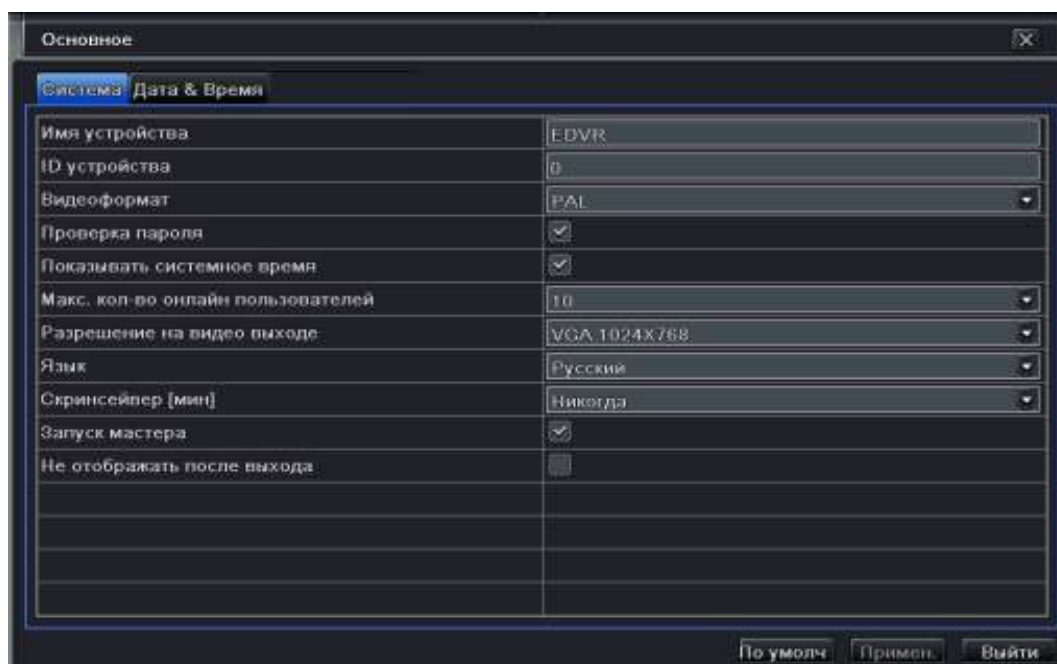 Основное
Система Дата & Время
Имя устройства EDVR
ID устройства 0
Видеоформат PAL
Проверка пароля
Показывать системное время
Макс. кол-во онлайн пользователей 10
Разрешение на видео выходе VGA 1024X768
Язык Русский
Скринсейвер [мин] Никогда
Запуск мастера
Не отображать после выхода
По умолч Примен. Выйти